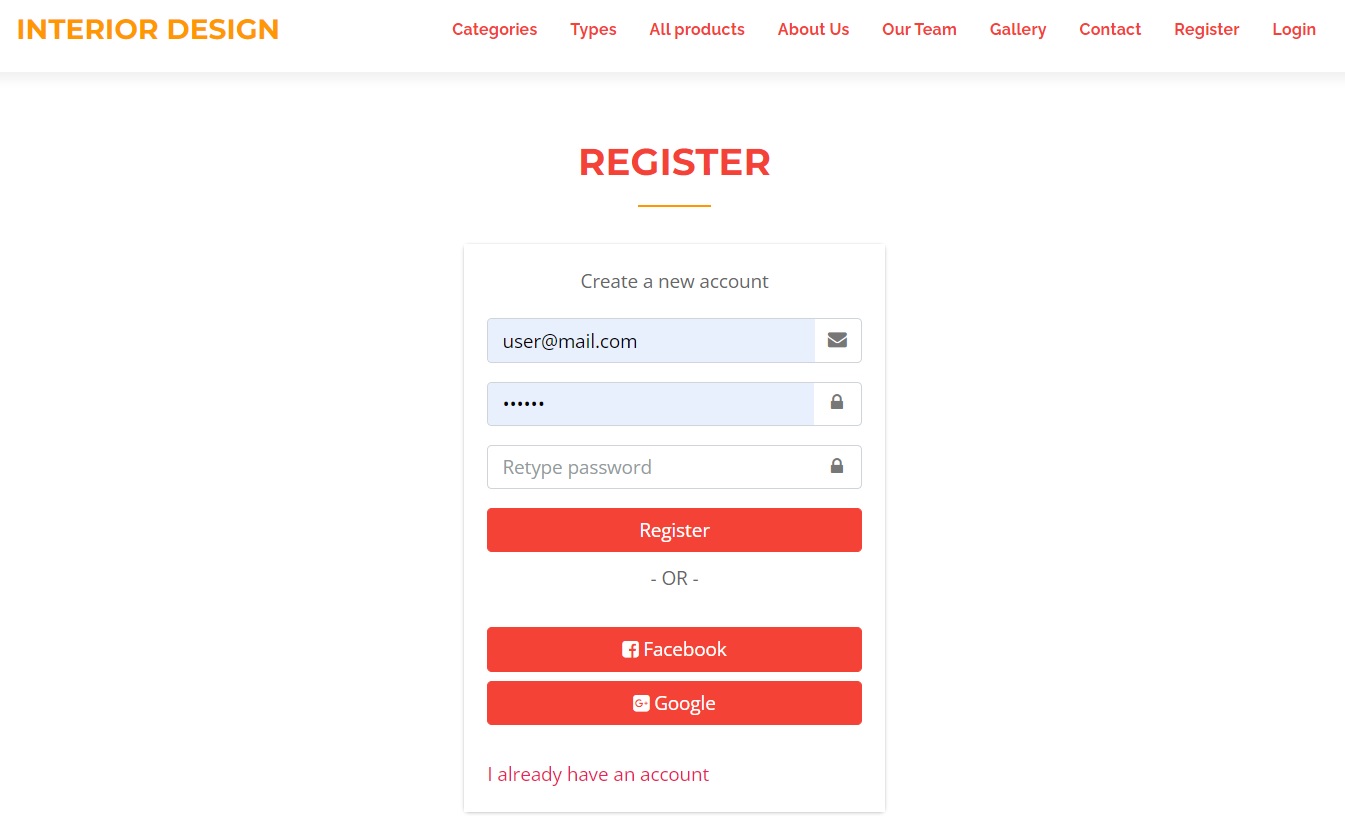 INTERIOR DESIGN Categories Types All products About Us Our Team Gallery Contact Register Login
REGISTER
Create a new account
user@mail.com
••••••
Retype password
Register
- OR -
Facebook
G+ Google
I already have an account